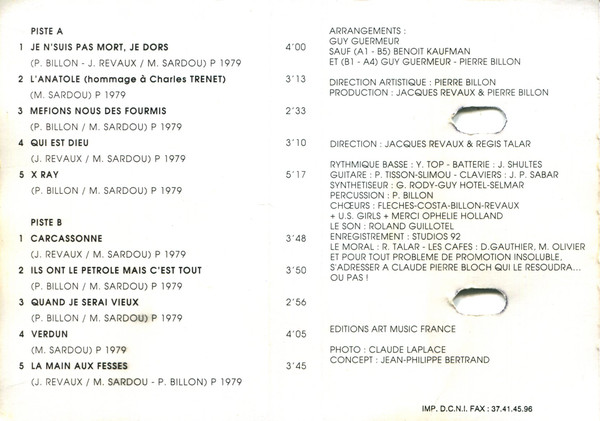 PISTE A
1 JE N'SUIS PAS MORT, JE DORS 4'00
(P. BILLON - J. REVAUX / M. SARDOU) P 1979
2 L'ANATOLE (hommage à Charles TRENET) 3'13
(M. SARDOU) P 1979
3 MEFIONS NOUS DES FOURMIS 2'33
(P. BILLON / M. SARDOU) P 1979
4 QUI EST DIEU 3'10
(J. REVAUX / M. SARDOU) P 1979
5 X RAY 5'17
(P. BILLON / M. SARDOU) P 1979
PISTE B
1 CARCASSONNE 3'48
(J. REVAUX / M. SARDOU) P 1979
2 ILS ONT LE PETROLE MAIS C'EST TOUT 3'50
(P. BILLON / M. SARDOU) P 1979
3 QUAND JE SERAI VIEUX 2'56
(P. BILLON / M. SARDOU) P 1979
4 VERDUN 4'05
(M. SARDOU) P 1979
5 LA MAIN AUX FESSES 3'45
(J. REVAUX / M. SARDOU - P. BILLON) P 1979
ARRANGEMENTS :
GUY GUERMEUR
SAUF (A1 - B5) BENOIT KAUFMAN
ET (B1 - A4) GUY GUERMEUR - PIERRE BILLON
DIRECTION ARTISTIQUE : PIERRE BILLON
PRODUCTION : JACQUES REVAUX & PIERRE BILLON
DIRECTION : JACQUES REVAUX & REGIS TALAR
RYTHMIQUE BASSE : Y. TOP - BATTERIE : J. SHULTES
GUITARE : P. TISSON-SLIMOU - CLAVIERS : J. P. SABAR
SYNTHETISEUR : G. RODY-GUY HOTEL-SELMAR
PERCUSSION : P. BILLON
CHŒURS : FLECHES-COSTA-BILLON-REVAUX
+ U.S. GIRLS + MERCI OPHELIE HOLLAND
LE SON : ROLAND GUILLOTEL
ENREGISTREMENT : STUDIOS 92
LE MORAL : R. TALAR - LES CAFES : D.GAUTHIER, M. OLIVIER
ET POUR TOUT PROBLEME DE PROMOTION INSOLUBLE,
S'ADRESSER A CLAUDE PIERRE BLOCH QUI LE RESOUDRA...
OU PAS !
EDITIONS ART MUSIC FRANCE
PHOTO : CLAUDE LAPLACE
CONCEPT : JEAN-PHILIPPE BERTRAND
IMP. D.C.N.I. FAX : 37.41.45.96